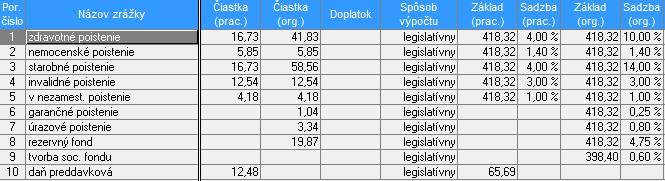 Por. číslo Názov zrážky Čiastka (prac.) Čiastka (org.) Doplatok Spôsob výpočtu Základ (prac.) Sadzba (prac.) Základ (org.) Sadzba (org.)
1 zdravotné poistenie 16,73 41,83 legislatívny 418,32 4,00 % 418,32 10,00 %
2 nemocenské poistenie 5,85 5,85 legislatívny 418,32 1,40 % 418,32 1,40 %
3 starobné poistenie 16,73 58,56 legislatívny 418,32 4,00 % 418,32 14,00 %
4 invalidné poistenie 12,54 12,54 legislatívny 418,32 3,00 % 418,32 3,00 %
5 v nezamest. poistenie 4,18 4,18 legislatívny 418,32 1,00 % 418,32 1,00 %
6 garančné poistenie 1,04 legislatívny 418,32 0,25 %
7 úrazové poistenie 3,34 legislatívny 418,32 0,80 %
8 rezervný fond 19,87 legislatívny 418,32 4,75 %
9 tvorba soc. fondu legislatívny 398,40 0,60 %
10 daň preddavková 12,48 legislatívny 65,69